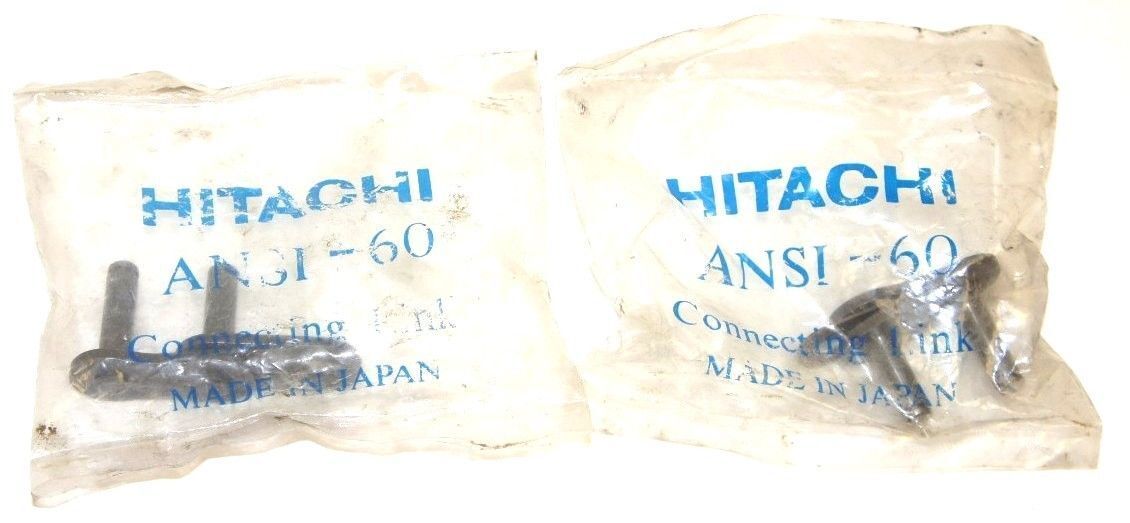 HITACHI
ANSI-60
Connecting Link
MADE IN JAPAN
HITACHI
ANSI-60
Connecting Link
MADE IN JAPAN